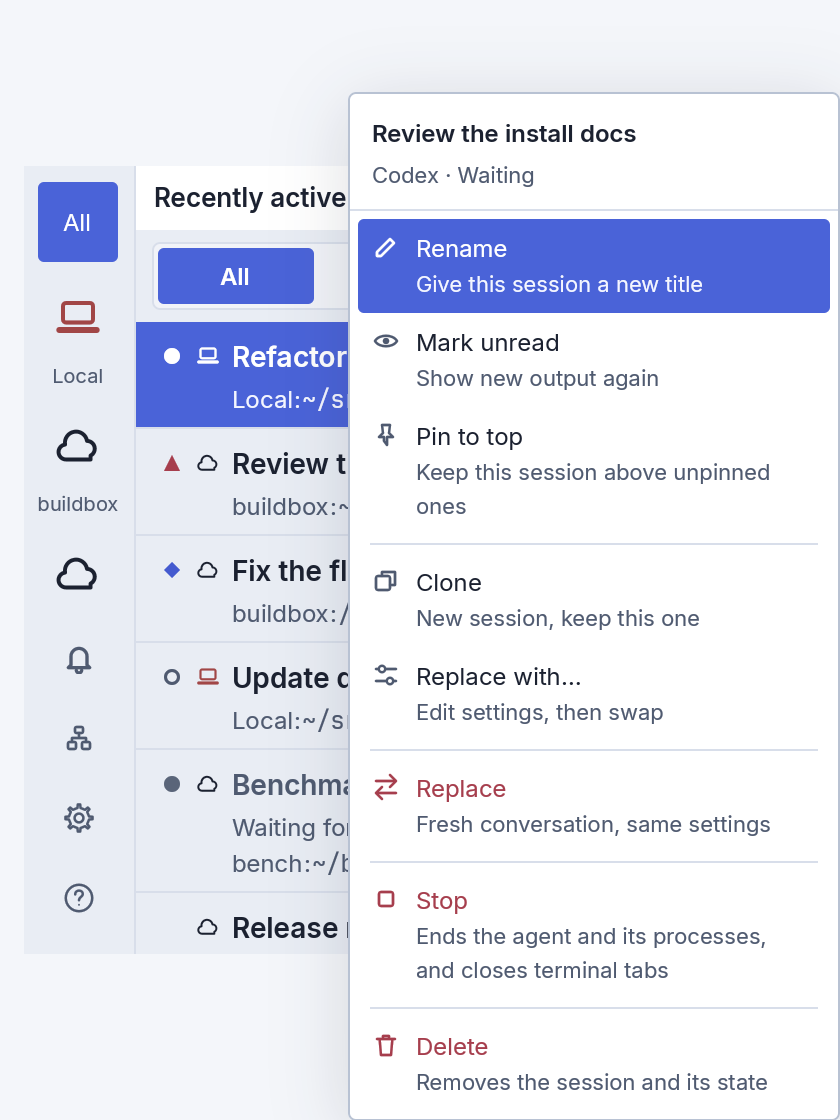 All
Local
buildbox
Recently active
All
Refactor
Local:~/s
Review t
buildbox:~
Fix the fl
buildbox:/
Update
Local:~/s
Waiting for
bench:~/b
Release
Review the install docs
Codex · Waiting
Rename
Give this session a new title
Mark unread
Show new output again
Pin to top
Keep this session above unpinned
ones
Clone
New session, keep this one
Replace with...
Edit settings, then swap
Replace
Fresh conversation, same settings
Stop
Ends the agent and its processes,
and closes terminal tabs
Delete
Removes the session and its state